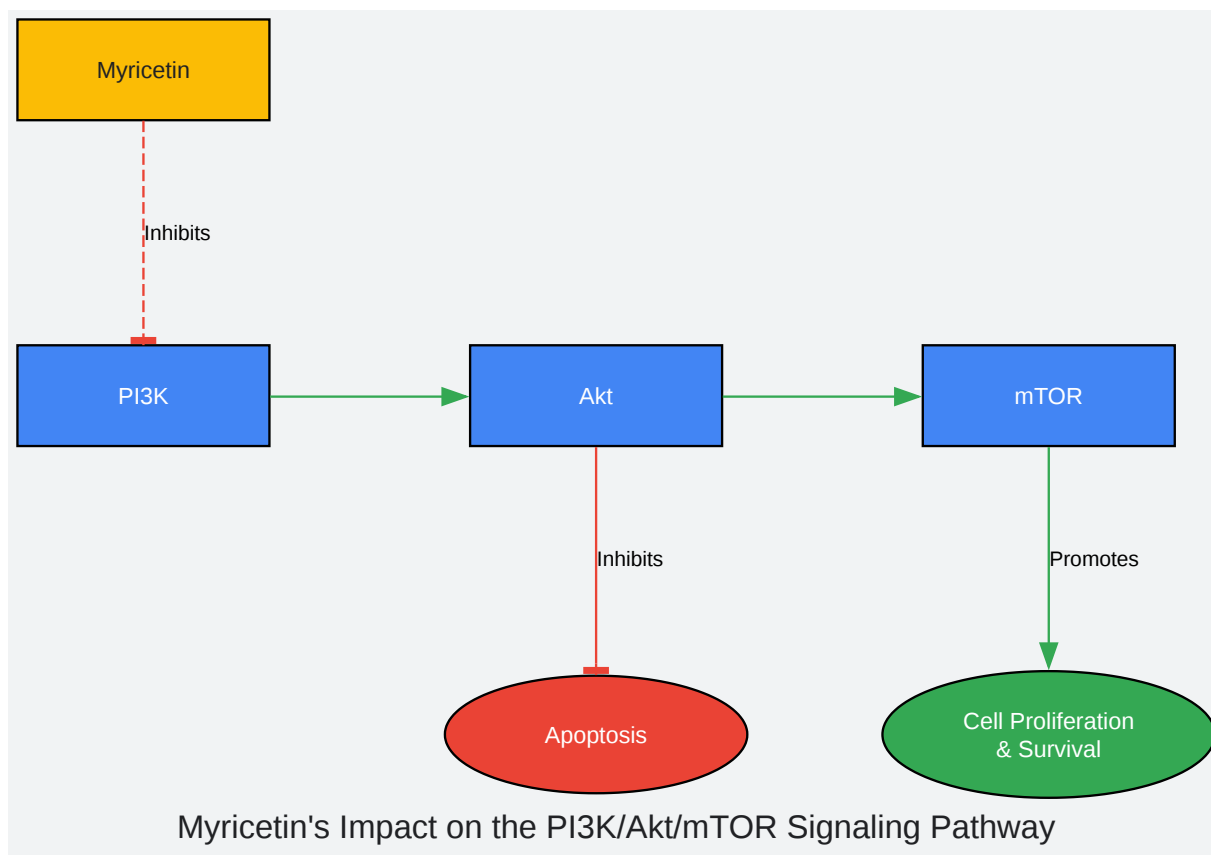 Myricetin
Inhibits
PI3K
Akt
mTOR
Inhibits
Promotes
Apoptosis
Cell Proliferation
& Survival
Myricetin's Impact on the PI3K/Akt/mTOR Signaling Pathway